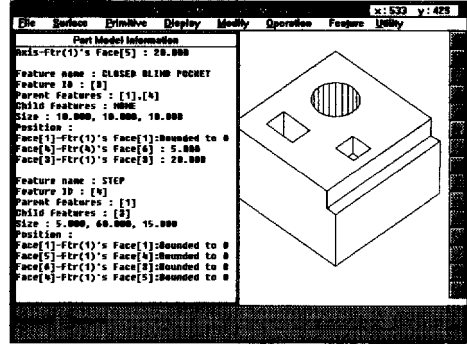 x: 533 y: 425
File Surface Primitive Display Modify Operation Feature Utility
Part Model Information
Axis-Ftr(1)'s Face[5] : 20.000
Feature name : CLOSED BLIND POCKET
Feature ID : [3]
Parent Features : [1],[4]
Child Features : NONE
Size : 10.000, 10.000, 10.000
Position :
Face[1]-Ftr(1)'s Face[1]:Bounded to 0
Face[4]-Ftr(4)'s Face[6] : 5.000
Face[3]-Ftr(1)'s Face[3] : 20.000
Feature name : STEP
Feature ID : [4]
Parent Features : [1]
Child Features : [3]
Size : 5.000, 60.000, 15.000
Position :
Face[1]-Ftr(1)'s Face[1]:Bounded to 0
Face[5]-Ftr(1)'s Face[4]:Bounded to 0
Face[6]-Ftr(1)'s Face[3]:Bounded to 0
Face[4]-Ftr(1)'s Face[5]:Bounded to 0